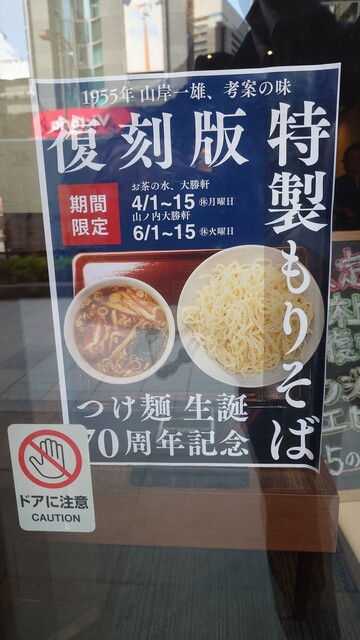 1955年 山岸一雄、考案の味
復刻版
特製もりそば
期間
限定
お茶の水、大勝軒
4/1~15 ㊡月曜日
山ノ内大勝軒
6/1~15 ㊡火曜日
つけ麺 生誕
70周年記念
ドアに注意
CAUTION